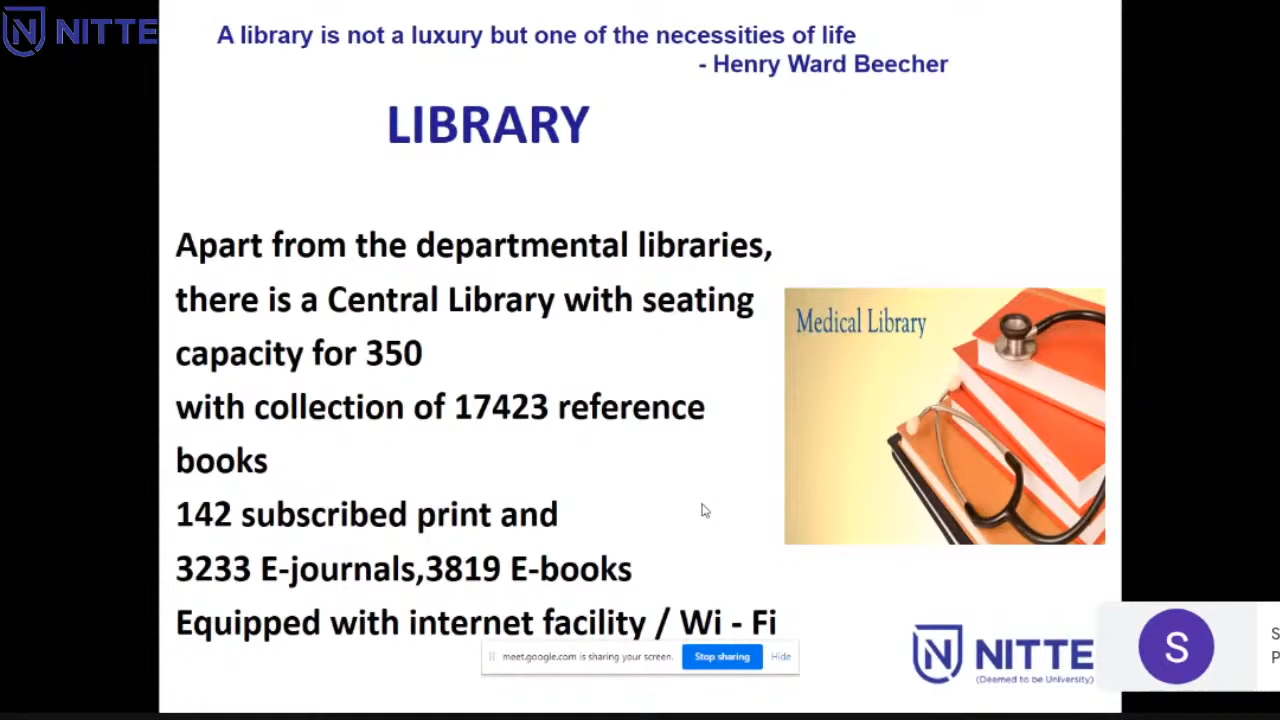 NITTE
A library is not a luxury but one of the necessities of life
- Henry Ward Beecher
LIBRARY
Apart from the departmental libraries,
there is a Central Library with seating
capacity for 350
with collection of 17423 reference
books
142 subscribed print and
3233 E-journals,3819 E-books
Equipped with internet facility / Wi - Fi
Medical Library
meet.google.com is sharing your screen.
Stop sharing
Hide
NITTE
(Deemed to be University)
S
S
P